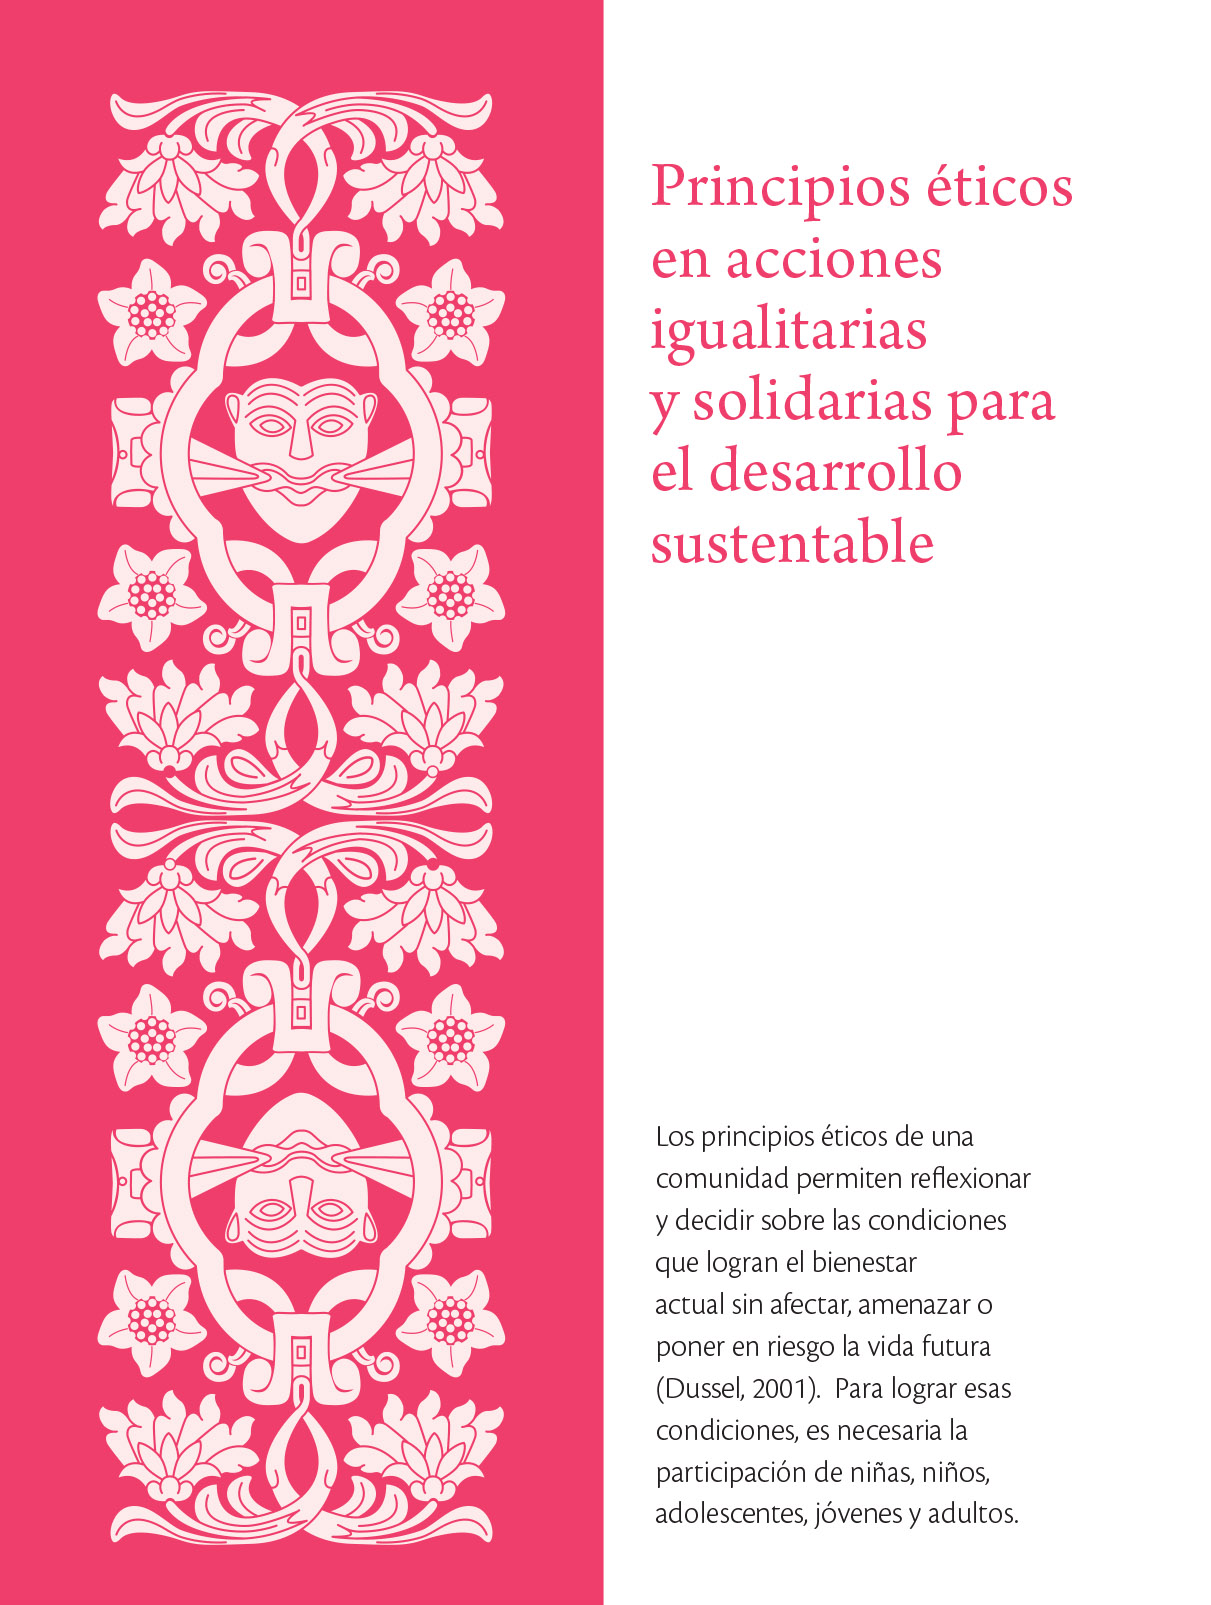 Principios éticos
en acciones
igualitarias
y solidarias para
el desarrollo
sustentable
Los principios éticos de una
comunidad permiten reflexionar
y decidir sobre las condiciones
que logran el bienestar
actual sin afectar, amenazar o
poner en riesgo la vida futura
(Dussel, 2001).  Para lograr esas
condiciones, es necesaria la
participación de niñas, niños,
adolescentes, jóvenes y adultos.